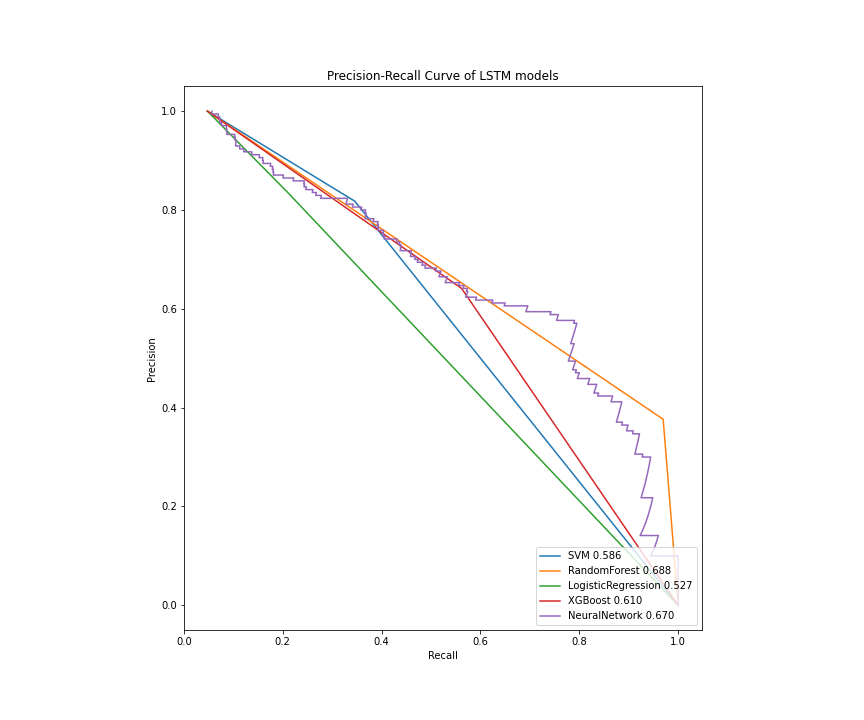 Precision-Recall Curve of LSTM models
1.0
0.8
0.6
0.4
0.2
0.0
Precision
SVM 0.586
RandomForest 0.688
LogisticRegression 0.527
XGBoost 0.610
NeuralNetwork 0.670
0.0 0.2 0.4 0.6 0.8 1.0
Recall